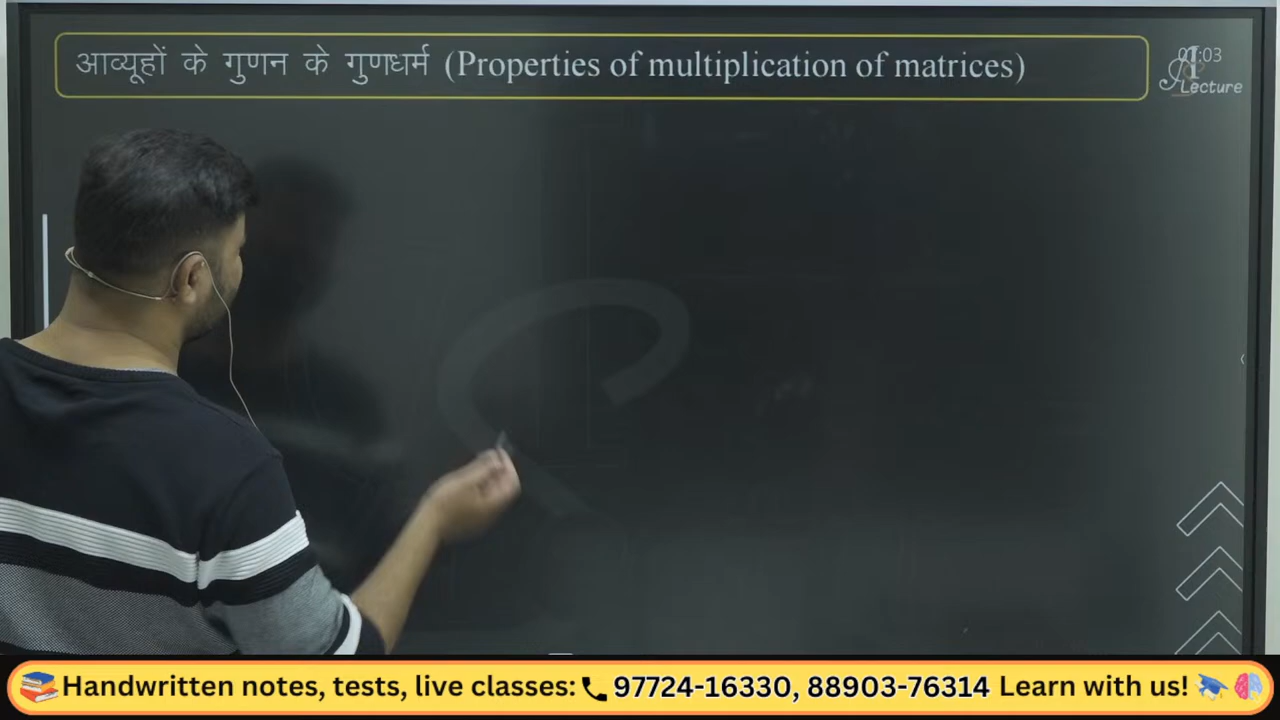 आव्यूहों के गुणन के गुणधर्म (Properties of multiplication of matrices)
Lecture
Handwritten notes, tests, live classes: 97724-16330, 88903-76314 Learn with us!